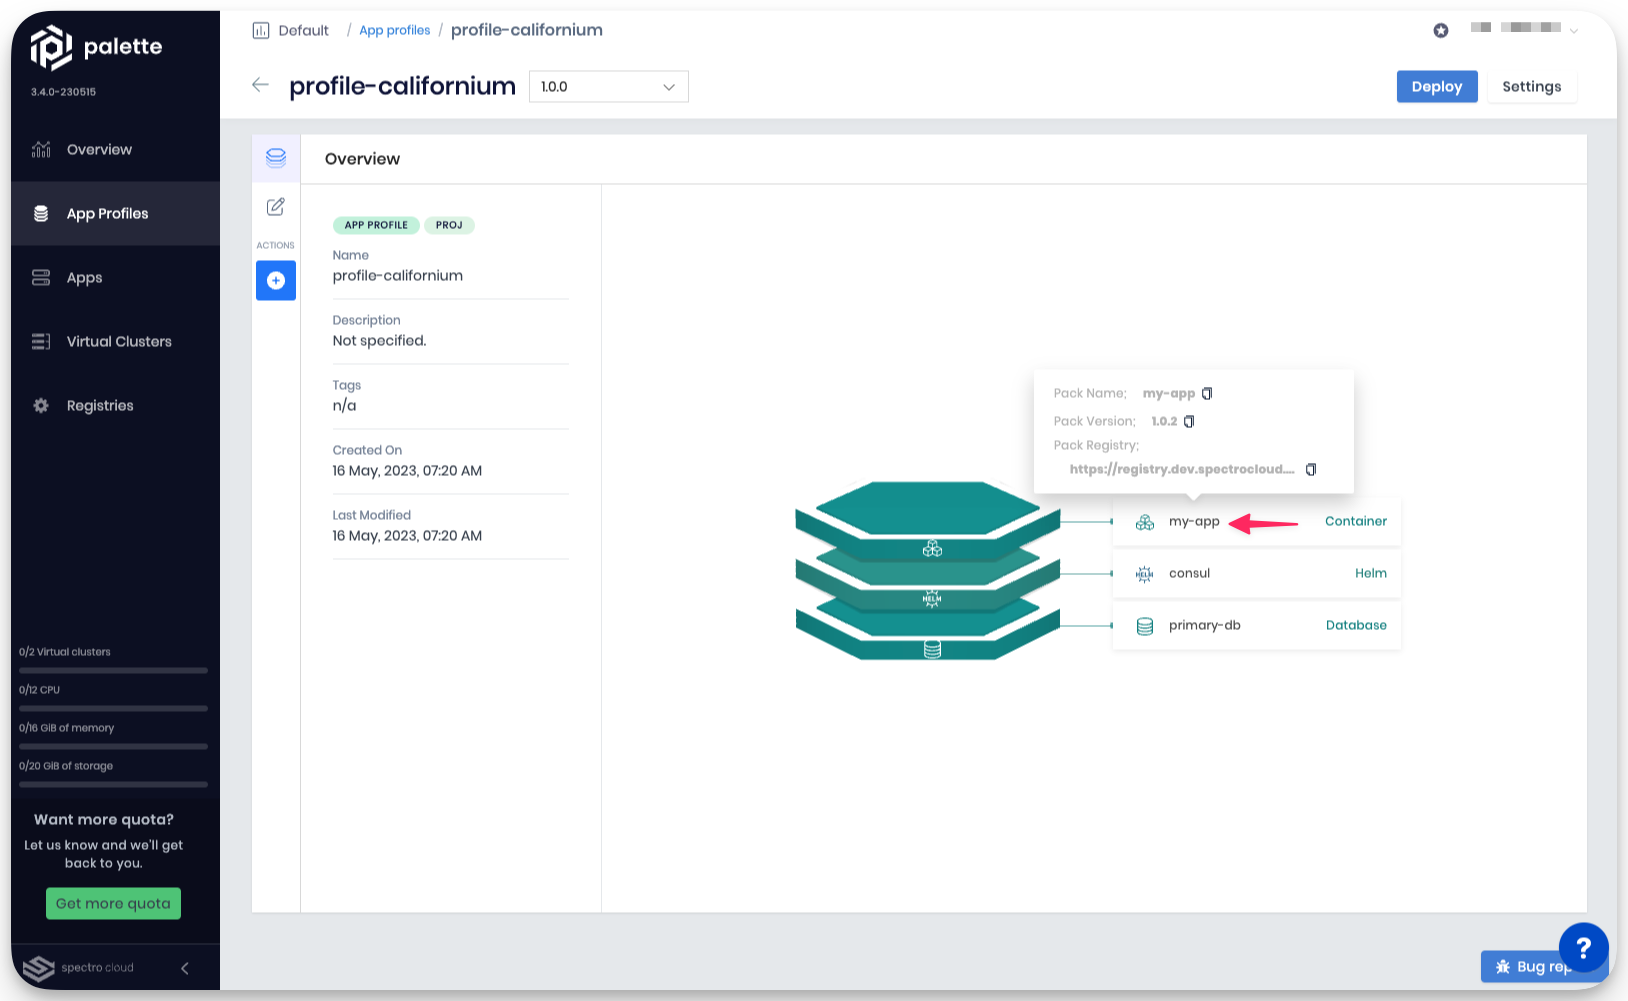 palette
3.4.0-230515
Overview
App Profiles
Apps
Virtual Clusters
Registries
0/2 Virtual clusters
0/12 CPU
0/16 GiB of memory
0/20 GiB of storage
Want more quota?
Let us know and we'll get
back to you.
Get more quota
spectro cloud
Default / App profiles / profile-californium
profile-californium 1.0.0
Deploy Settings
Overview
ACTIONS
APP PROFILE PROJ
Name
profile-californium
Description
Not specified.
Tags
n/a
Created On
16 May, 2023, 07:20 AM
Last Modified
16 May, 2023, 07:20 AM
Pack Name; my-app
Pack Version; 1.0.2
Pack Registry;
https://registry.dev.spectrocloud....
my-app Container
HELM consul Helm
HELM
primary-db Database
?
Bug rep